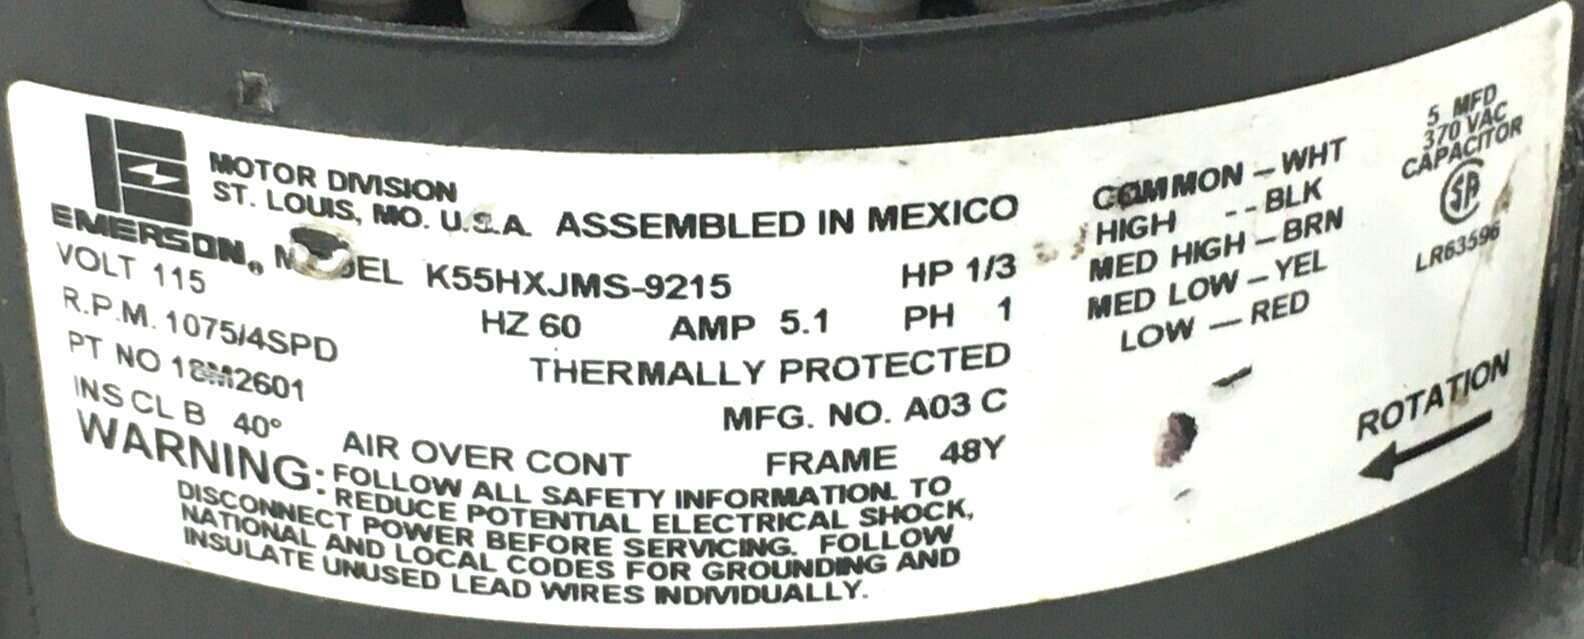 MOTOR DIVISION
ST. LOUIS, MO. U.S.A. ASSEMBLED IN MEXICO
EMERSON® MODEL K55HXJMS-9215 HP 1/3
VOLT 115 HZ 60 AMP 5.1 PH 1
R.P.M. 1075/4SPD THERMALLY PROTECTED
PT NO 18M2601 MFG. NO. A03 C
INS CL B 40° AIR OVER CONT FRAME 48Y
WARNING: FOLLOW ALL SAFETY INFORMATION. TO
REDUCE POTENTIAL ELECTRICAL SHOCK,
DISCONNECT POWER BEFORE SERVICING. FOLLOW
NATIONAL AND LOCAL CODES FOR GROUNDING AND
INSULATE UNUSED LEAD WIRES INDIVIDUALLY.
COMMON - WHT
HIGH - - BLK
MED HIGH - BRN
MED LOW - YEL
LOW — RED
5 MFD
370 VAC
CAPACITOR
SA
LR63596
ROTATION